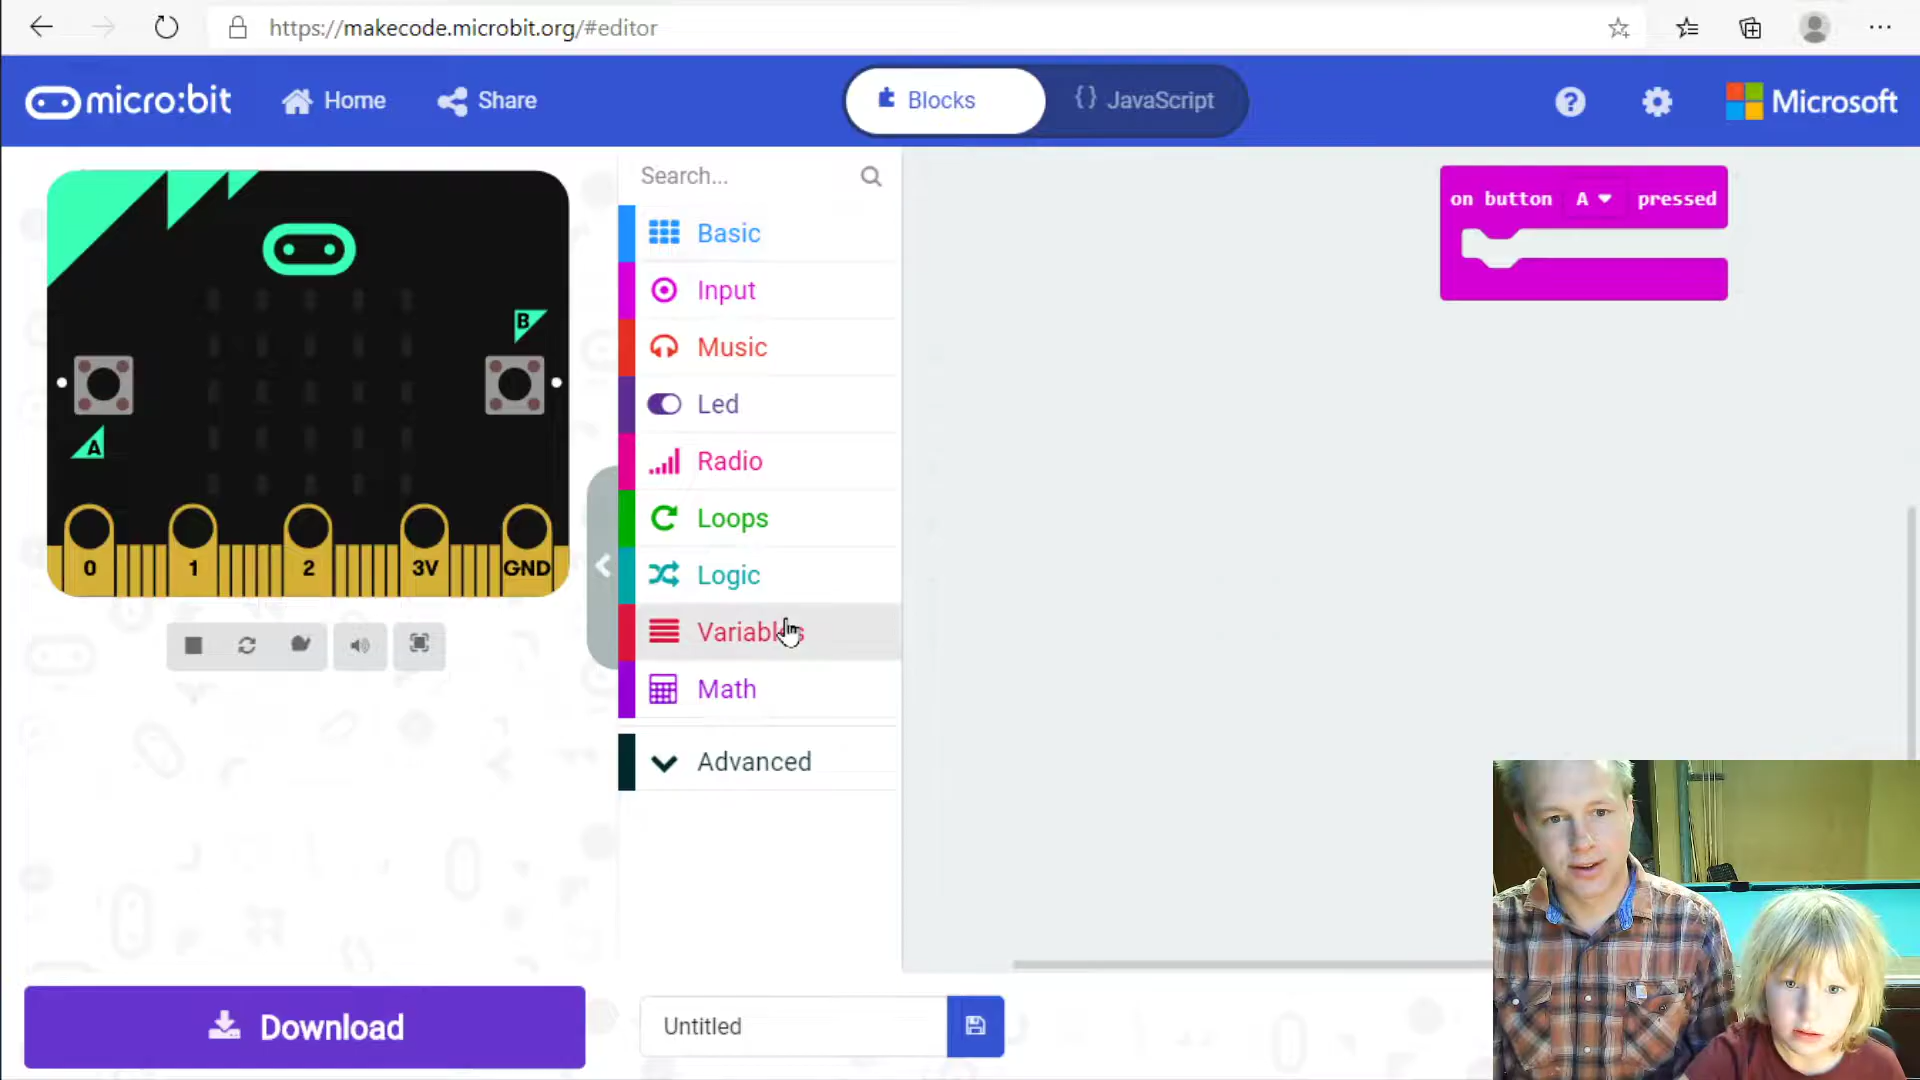 https://makecode.microbit.org/#editor
micro:bit
Home
Share
Blocks
{} JavaScript
?
Microsoft
Search...
Basic
Input
Music
Led
Radio
Loops
Logic
Variables
Math
Advanced
on button A pressed
B
A
0 1 2 3V GND
Download
Untitled